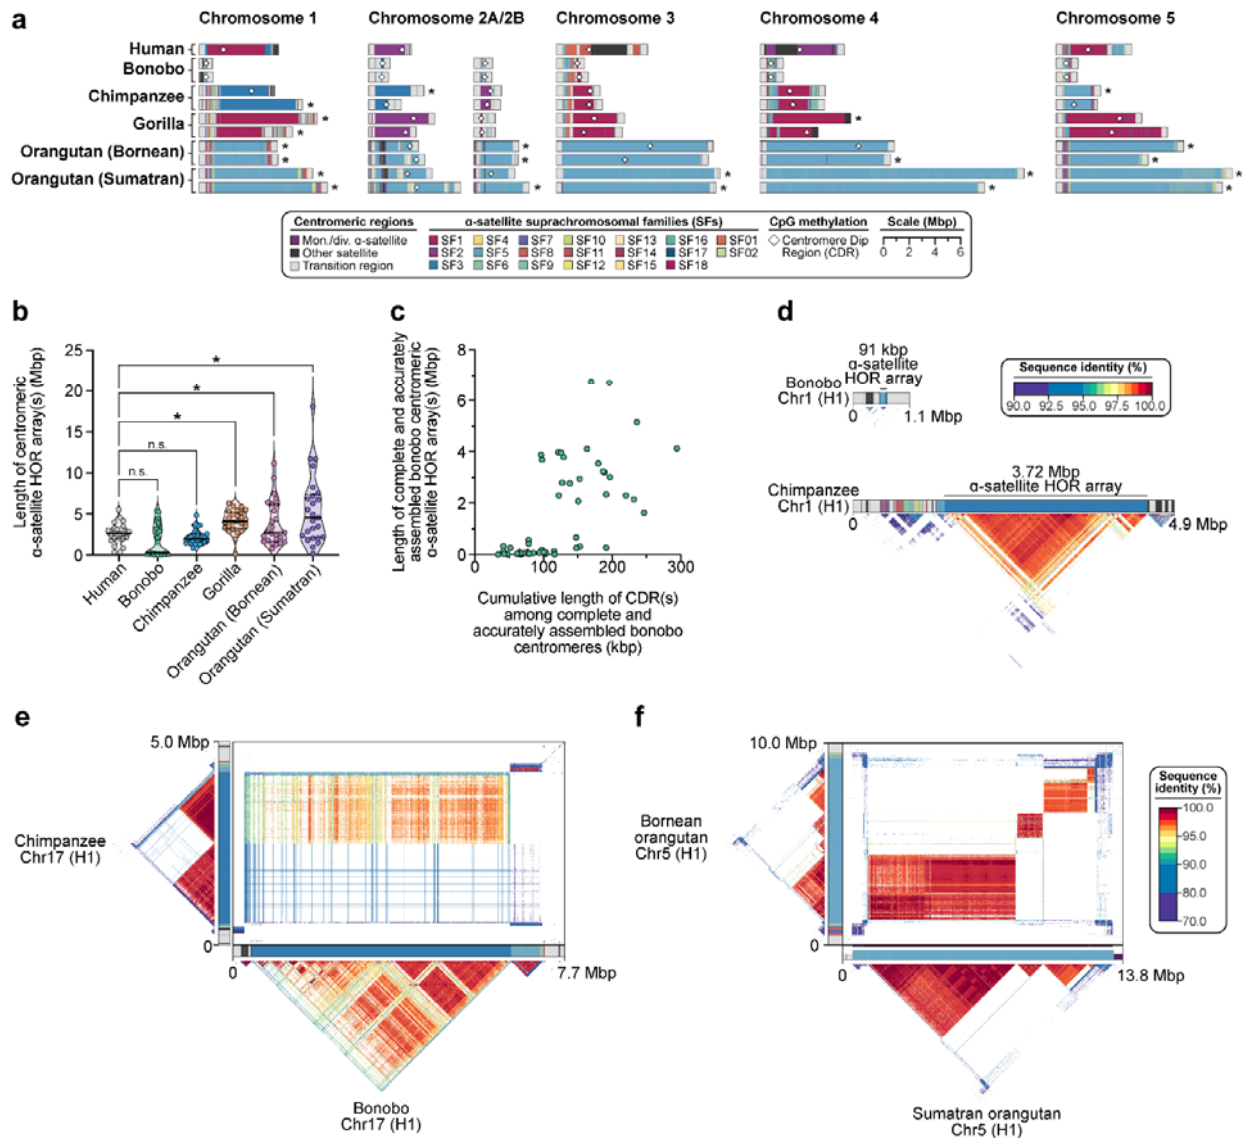 a
Chromosome 1
Chromosome 2A/2B
Chromosome 3
Chromosome 4
Chromosome 5
Human
Bonobo
Chimpanzee
Gorilla
Orangutan (Bornean)
Orangutan (Sumatran)
* * * * * * * * * * * * * * * * * * * * *
Centromeric regions
Mon./div. α-satellite
Other satellite
Transition region
α-satellite suprachromosomal families (SFs)
SF1 SF4 SF7 SF10 SF13 SF16 SF01
SF2 SF5 SF8 SF11 SF14 SF17 SF02
SF3 SF6 SF9 SF12 SF15 SF18
CpG methylation
Centromere Dip
Region (CDR)
Scale (Mbp)
0 2 4 6
b
Length of centromeric
α-satellite HOR array(s) (Mbp)
25
20
15
10
5
0
*
*
*
n.s.
n.s.
Human
Bonobo
Chimpanzee
Gorilla
Orangutan (Bornean)
Orangutan (Sumatran)
c
Length of complete and accurately
assembled bonobo centromeric
α-satellite HOR array(s) (Mbp)
8
6
4
2
0
0 100 200 300
Cumulative length of CDR(s)
among complete and
accurately assembled bonobo
centromeres (kbp)
d
91 kbp
α-satellite
HOR array
Bonobo
Chr1 (H1)
0 1.1 Mbp
Sequence identity (%)
90.0 92.5 95.0 97.5 100.0
3.72 Mbp
α-satellite HOR array
Chimpanzee
Chr1 (H1)
0
4.9 Mbp
e
5.0 Mbp
Chimpanzee
Chr17 (H1)
0
0
7.7 Mbp
Bonobo
Chr17 (H1)
f
10.0 Mbp
Bornean
orangutan
Chr5 (H1)
0
0
13.8 Mbp
Sumatran orangutan
Chr5 (H1)
Sequence
identity (%)
100.0
95.0
90.0
80.0
70.0